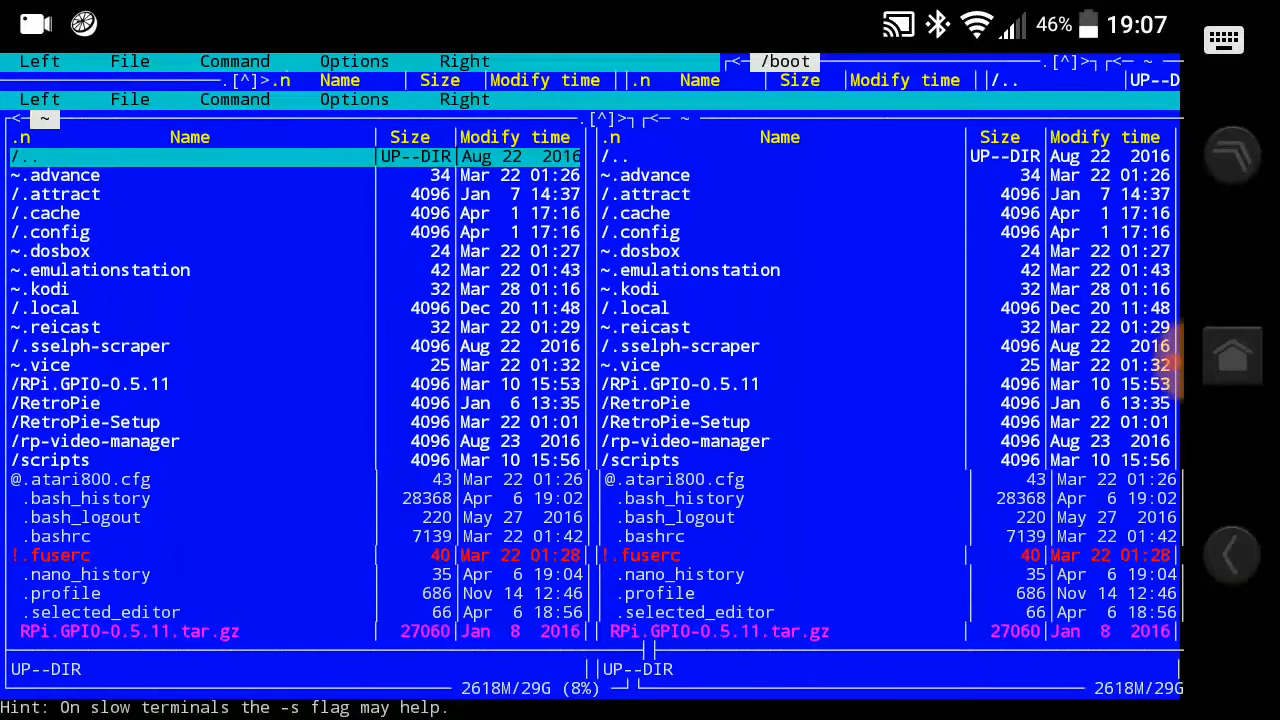 46% 19:07
Left File Command Options Right ┌<─ /boot ─.[^]>┐┌<─ ~ ─
─.[^]>.n Name │ Size │Modify time ││.n Name │ Size │Modify time ││/.. │UP--D
Left File Command Options Right
┌<─ ~ ─.[^]>┐┌<─ ~ ─
.n Name │ Size │Modify time ││.n Name │ Size │Modify time
/.. │UP--DIR│Aug 22 2016││/.. │UP--DIR│Aug 22 2016
~.advance │ 34│Mar 22 01:26││~.advance │ 34│Mar 22 01:26
/.attract │ 4096│Jan 7 14:37││/.attract │ 4096│Jan 7 14:37
/.cache │ 4096│Apr 1 17:16││/.cache │ 4096│Apr 1 17:16
/.config │ 4096│Apr 1 17:16││/.config │ 4096│Apr 1 17:16
~.dosbox │ 24│Mar 22 01:27││~.dosbox │ 24│Mar 22 01:27
~.emulationstation │ 42│Mar 22 01:43││~.emulationstation │ 42│Mar 22 01:43
~.kodi │ 32│Mar 28 01:16││~.kodi │ 32│Mar 28 01:16
/.local │ 4096│Dec 20 11:48││/.local │ 4096│Dec 20 11:48
~.reicast │ 32│Mar 22 01:29││~.reicast │ 32│Mar 22 01:29
/.sselph-scraper │ 4096│Aug 22 2016││/.sselph-scraper │ 4096│Aug 22 2016
~.vice │ 25│Mar 22 01:32││~.vice │ 25│Mar 22 01:32
/RPi.GPIO-0.5.11 │ 4096│Mar 10 15:53││/RPi.GPIO-0.5.11 │ 4096│Mar 10 15:53
/RetroPie │ 4096│Jan 6 13:35││/RetroPie │ 4096│Jan 6 13:35
/RetroPie-Setup │ 4096│Mar 22 01:01││/RetroPie-Setup │ 4096│Mar 22 01:01
/rp-video-manager │ 4096│Aug 23 2016││/rp-video-manager │ 4096│Aug 23 2016
/scripts │ 4096│Mar 10 15:56││/scripts │ 4096│Mar 10 15:56
@.atari800.cfg │ 43│Mar 22 01:26││@.atari800.cfg │ 43│Mar 22 01:26
.bash_history │ 28368│Apr 6 19:02││ .bash_history │ 28368│Apr 6 19:02
.bash_logout │ 220│May 27 2016││ .bash_logout │ 220│May 27 2016
.bashrc │ 7139│Mar 22 01:42││ .bashrc │ 7139│Mar 22 01:42
!.fuserc │ 40│Mar 22 01:28││!.fuserc │ 40│Mar 22 01:28
.nano_history │ 35│Apr 6 19:04││ .nano_history │ 35│Apr 6 19:04
.profile │ 686│Nov 14 12:46││ .profile │ 686│Nov 14 12:46
.selected_editor │ 66│Apr 6 18:56││ .selected_editor │ 66│Apr 6 18:56
RPi.GPIO-0.5.11.tar.gz │ 27060│Jan 8 2016││ RPi.GPIO-0.5.11.tar.gz │ 27060│Jan 8 2016
UP--DIR ││UP--DIR
2618M/29G (8%) ─┘└─ 2618M/29G
Hint: On slow terminals the -s flag may help.